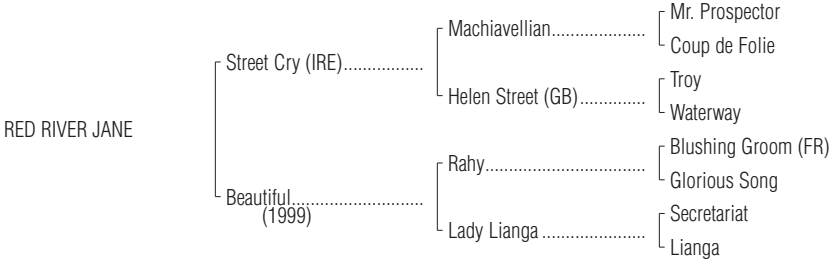 Mr. Prospector
Machiavellian....................
Coup de Folie
Street Cry (IRE).................
Troy
Helen Street (GB)..............
Waterway
RED RIVER JANE
Blushing Groom (FR)
Rahy..................................
Glorious Song
Beautiful............................
(1999)
Secretariat
Lady Lianga ......................
Lianga